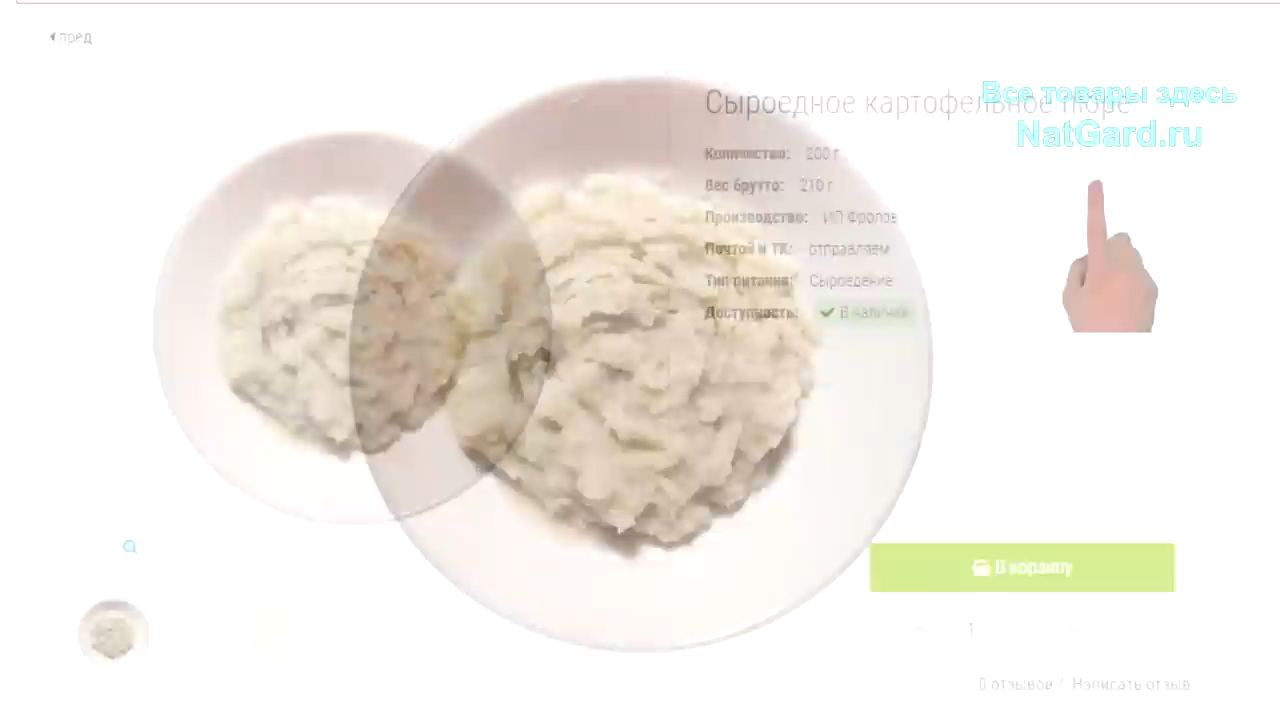 пред
Все товары здесь
Сыроедное картофельное пюре
NatGard.ru
Количество: 200 г
Вес брутто: 210 г
Производство: ИП Фролов
Почтой и ТК: отправляем
Тип питания: Сыроедение
Доступность: В наличии
В корзину
1
0 отзывов / Написать отзыв